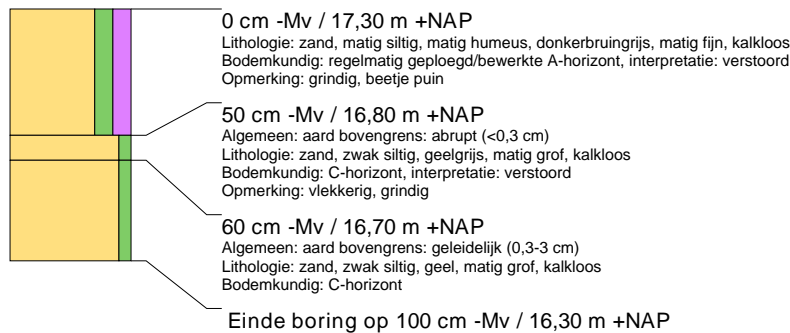 0 cm -Mv / 17,30 m +NAP
Lithologie: zand, matig siltig, matig humeus, donkerbruingrijs, matig fijn, kalkloos
Bodemkundig: regelmatig geploegd/bewerkte A-horizont, interpretatie: verstoord
Opmerking: grindig, beetje puin
50 cm -Mv / 16,80 m +NAP
Algemeen: aard bovengrens: abrupt (<0,3 cm)
Lithologie: zand, zwak siltig, geelgrijs, matig grof, kalkloos
Bodemkundig: C-horizont, interpretatie: verstoord
Opmerking: vlekkerig, grindig
60 cm -Mv / 16,70 m +NAP
Algemeen: aard bovengrens: geleidelijk (0,3-3 cm)
Lithologie: zand, zwak siltig, geel, matig grof, kalkloos
Bodemkundig: C-horizont
Einde boring op 100 cm -Mv / 16,30 m +NAP